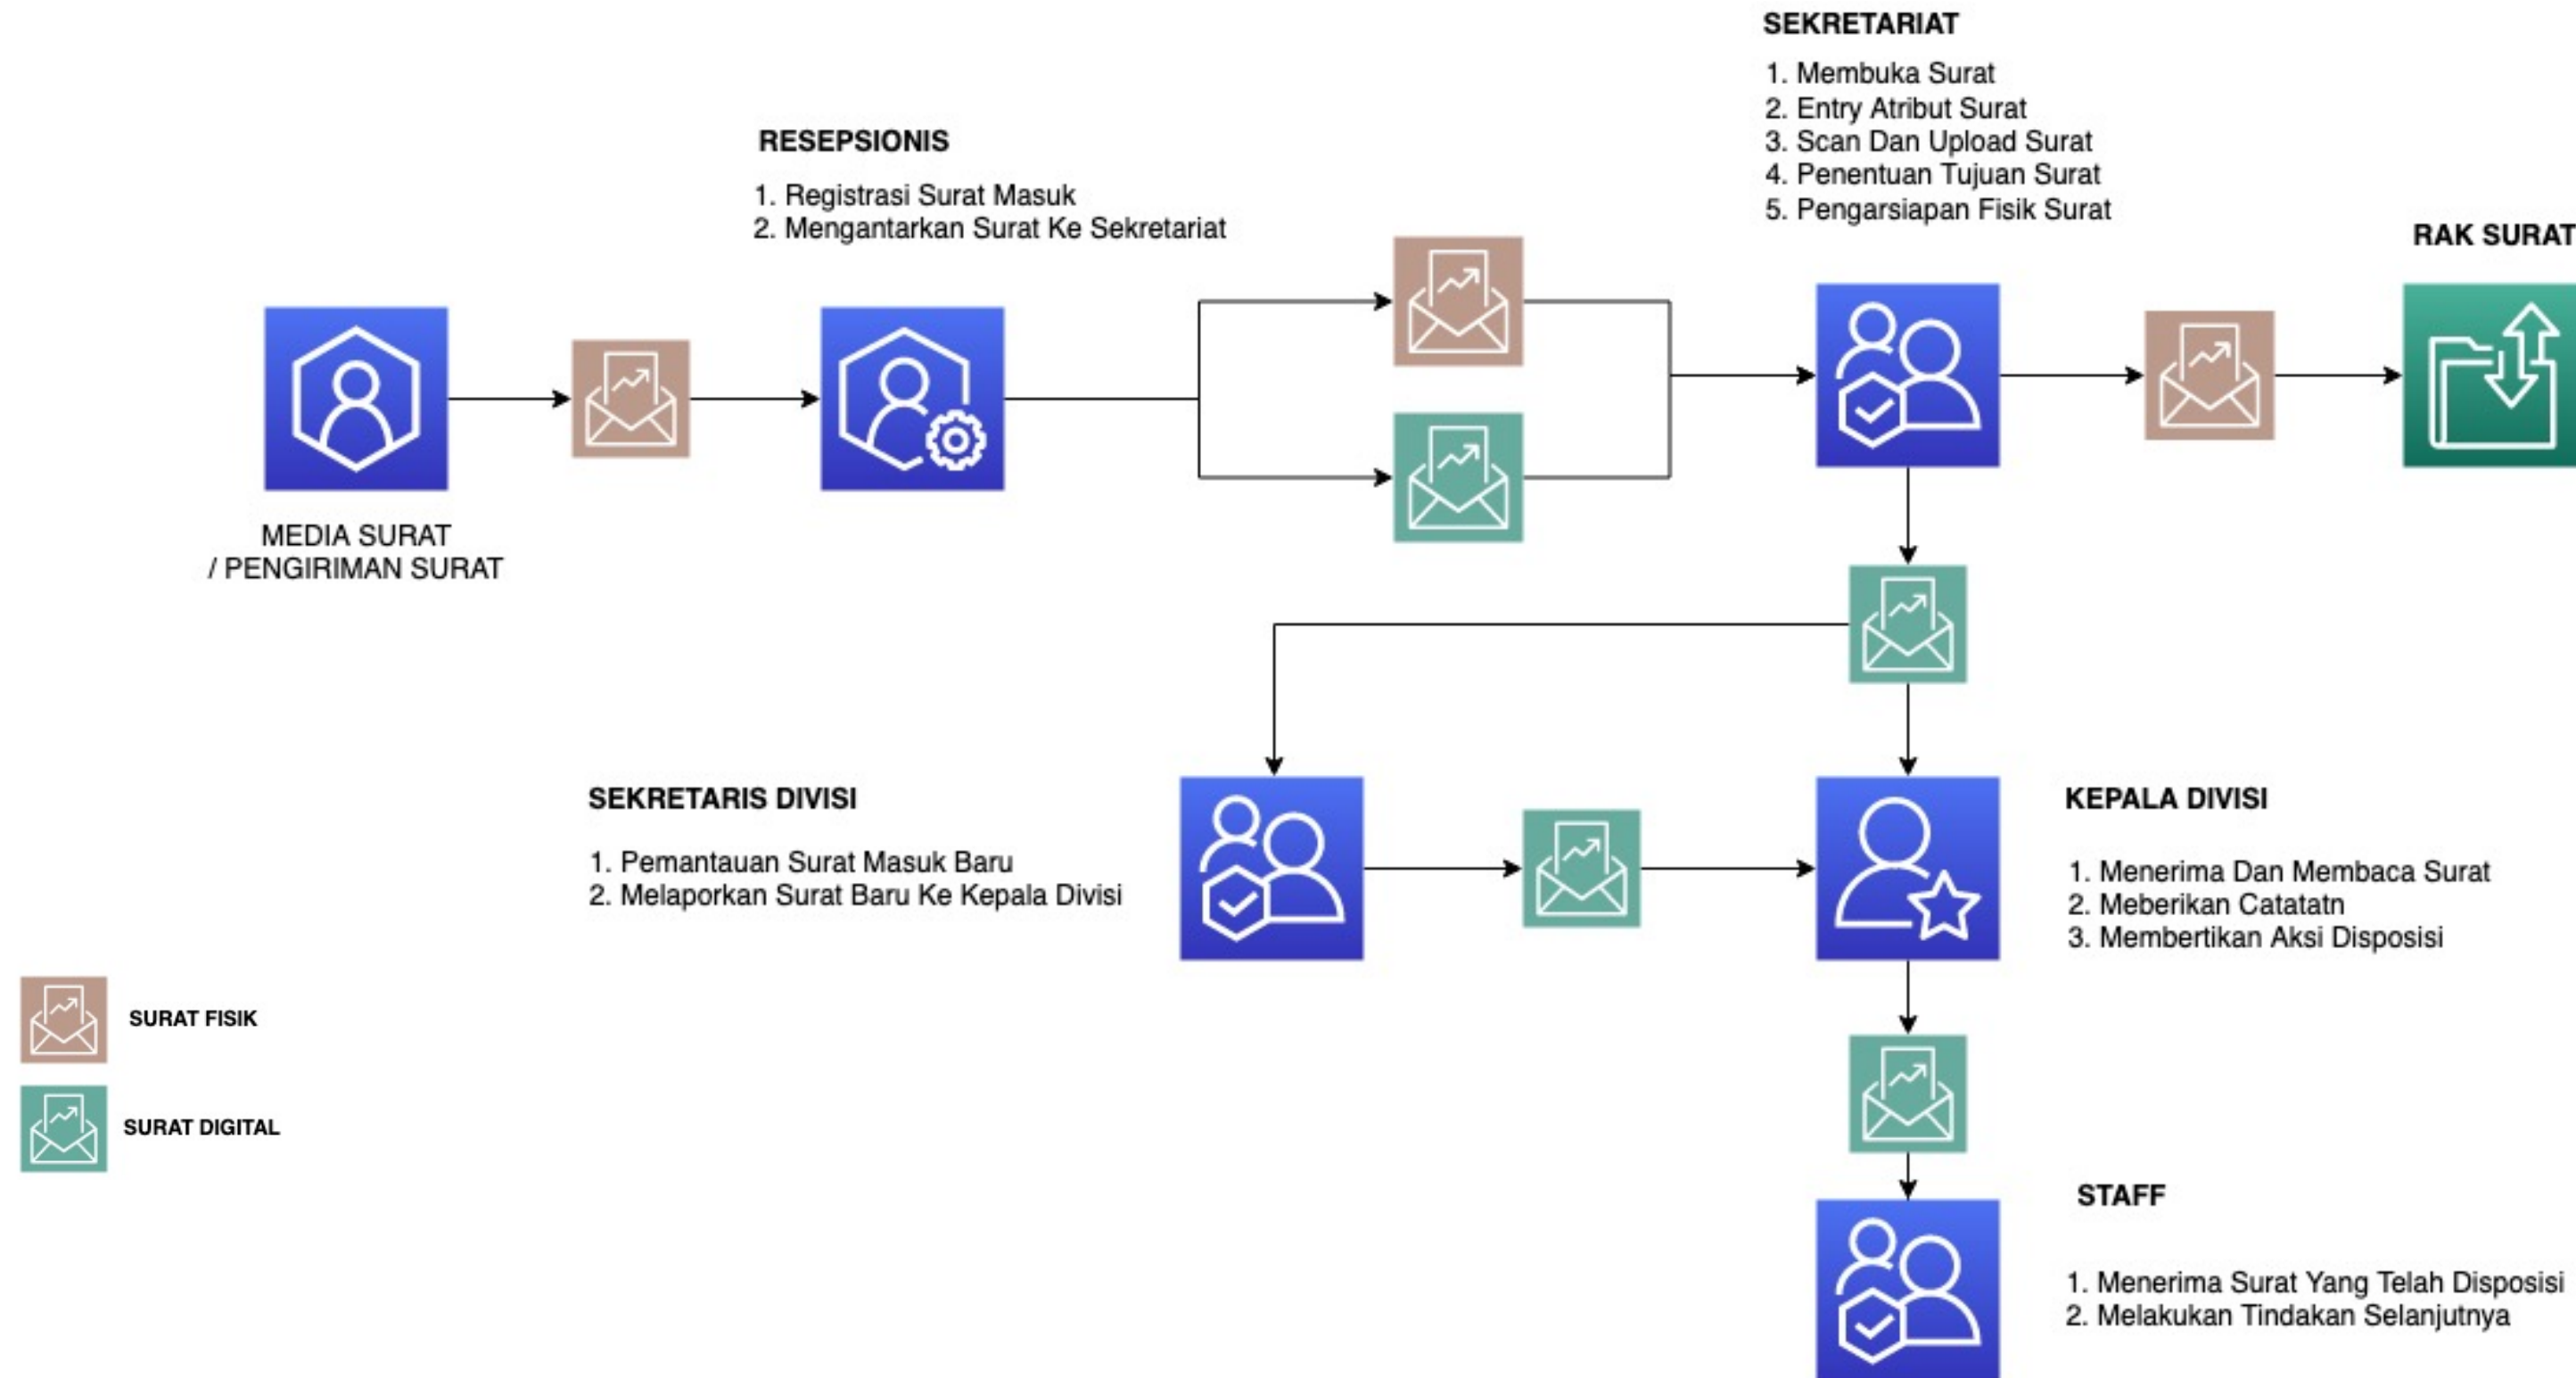 SEKRETARIAT
1. Membuka Surat
2. Entry Atribut Surat
3. Scan Dan Upload Surat
4. Penentuan Tujuan Surat
5. Pengarsiapan Fisik Surat
RESEPSIONIS
1. Registrasi Surat Masuk
2. Mengantarkan Surat Ke Sekretariat
RAK SURAT
MEDIA SURAT
/ PENGIRIMAN SURAT
SEKRETARIS DIVISI
1. Pemantauan Surat Masuk Baru
2. Melaporkan Surat Baru Ke Kepala Divisi
KEPALA DIVISI
1. Menerima Dan Membaca Surat
2. Meberikan Catatatn
3. Membertikan Aksi Disposisi
SURAT FISIK
SURAT DIGITAL
STAFF
1. Menerima Surat Yang Telah Disposisi
2. Melakukan Tindakan Selanjutnya